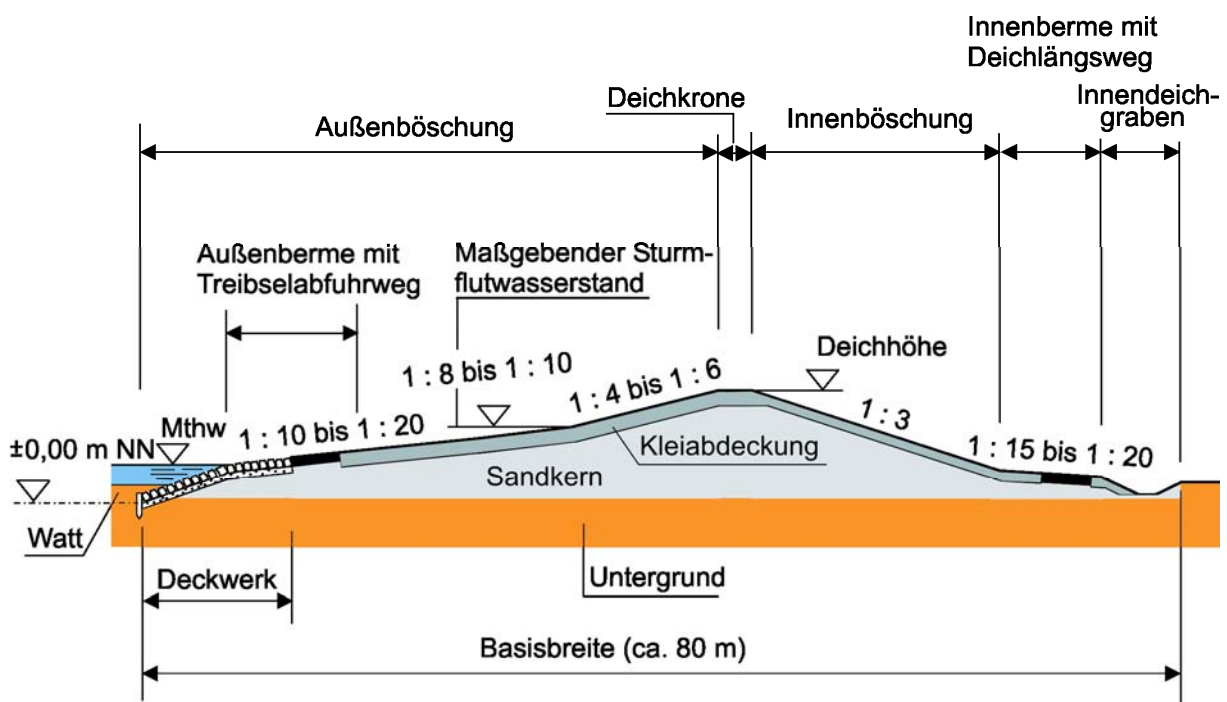 Innenberme mit
Deichlängsweg
Deichkrone
Innendeich-
graben
Außenböschung
Innenböschung
Außenberme mit
Treibselabfuhrweg
Maßgebender Sturm-
flutwasserstand
Deichhöhe
1 : 8 bis 1 : 10
1 : 4 bis 1 : 6
1 : 3
Mthw
1 : 10 bis 1 : 20
±0,00 m NN
Kleiabdeckung
1 : 15 bis 1 : 20
Sandkern
Watt
Deckwerk
Untergrund
Basisbreite (ca. 80 m)